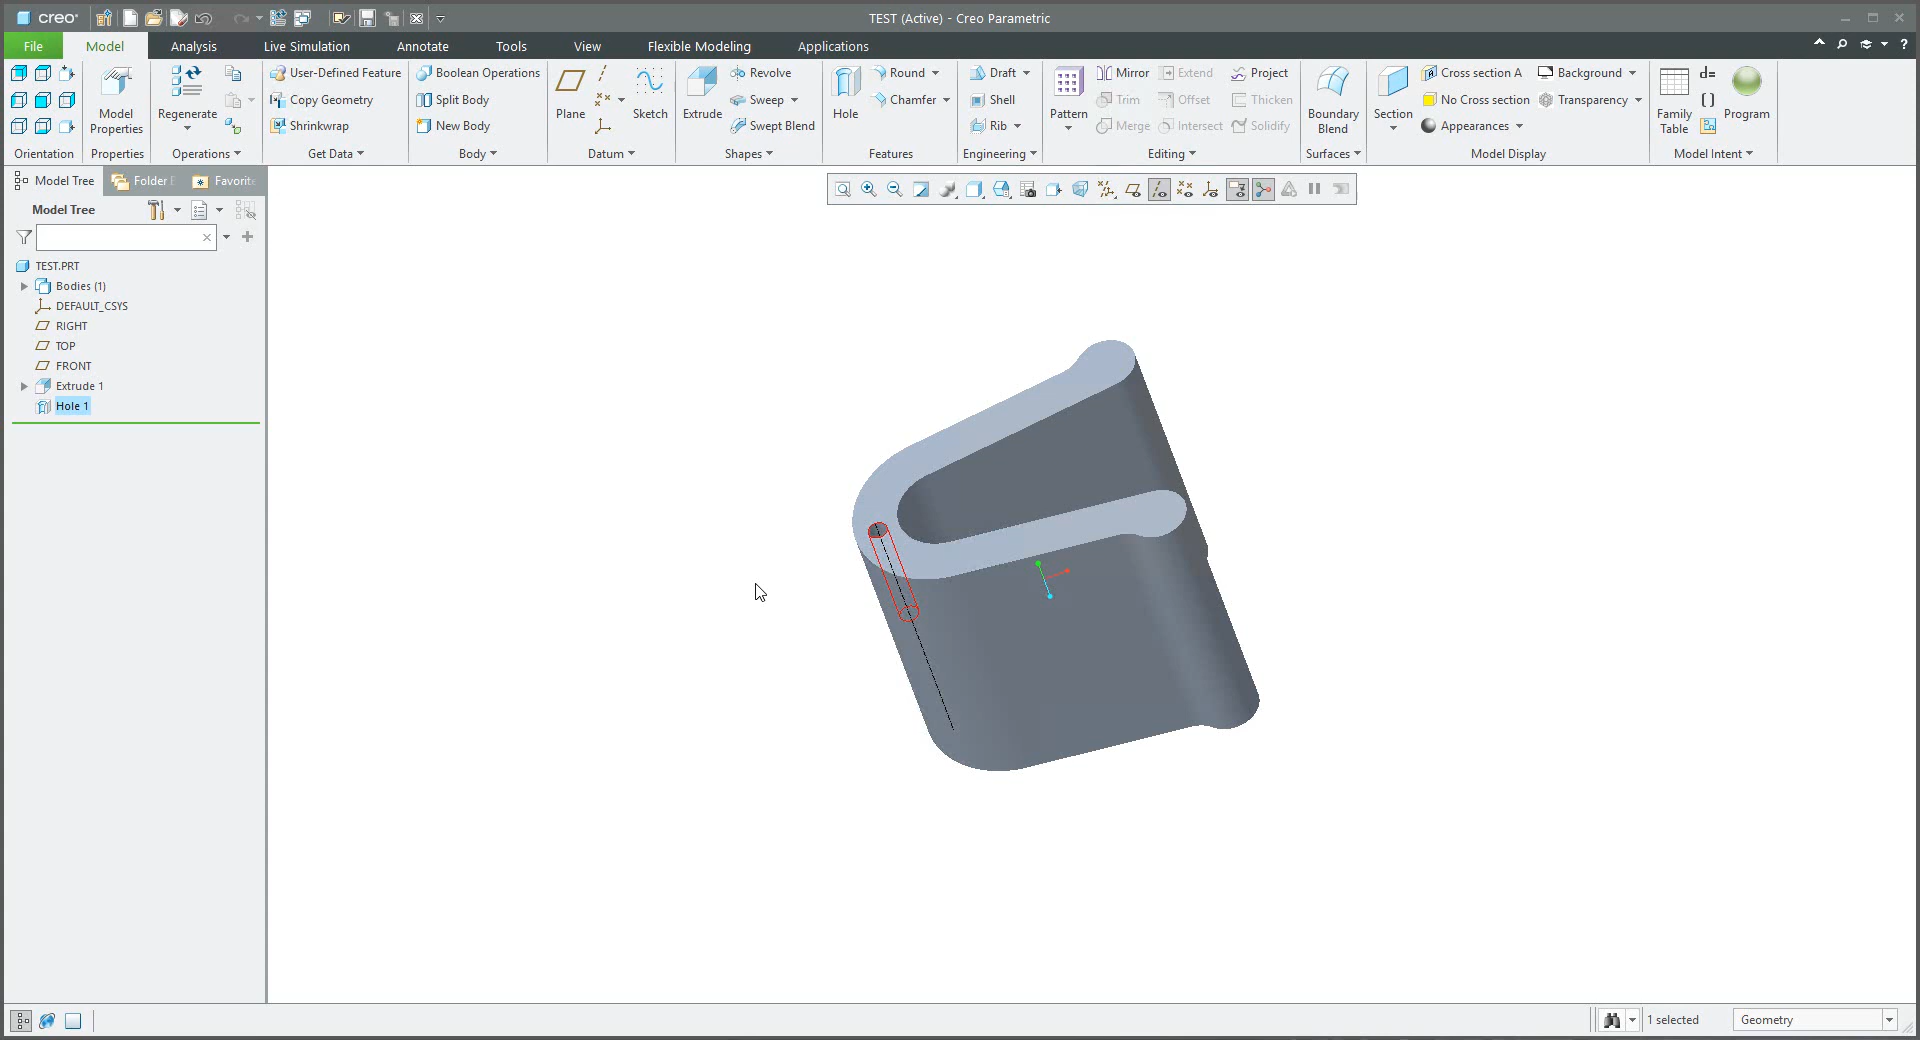 creo
TEST (Active) - Creo Parametric
File Model Analysis Live Simulation Annotate Tools View Flexible Modeling Applications
Model Properties
Regenerate
User-Defined Feature
Copy Geometry
Shrinkwrap
Boolean Operations
Split Body
New Body
Plane
Sketch
Extrude
Revolve
Sweep
Swept Blend
Hole
Round
Chamfer
Draft
Shell
Rib
Pattern
Mirror
Extend
Project
Trim
Offset
Thicken
Merge
Intersect
Solidify
Boundary Blend
Section
Cross section A
No Cross section
Appearances
Background
Transparency
Family Table
d=
Program
Orientation Properties Operations Get Data Body Datum Shapes Features Engineering Editing Surfaces Model Display Model Intent
Model Tree Folder Favorit
Model Tree
TEST.PRT
Bodies (1)
DEFAULT_CSYS
RIGHT
TOP
FRONT
Extrude 1
Hole 1
1 selected Geometry